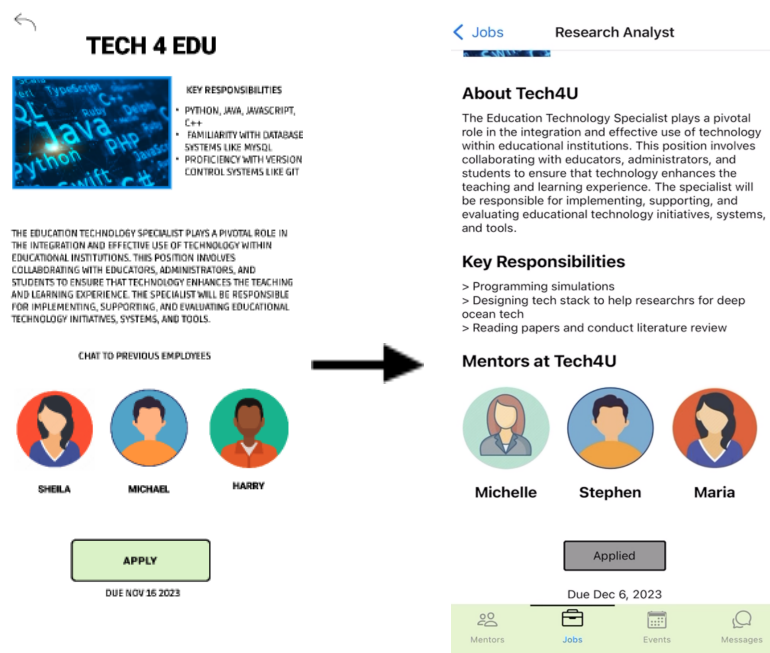 TECH 4 EDU
TypeScript
C++
QL
Ruby
Delphi
Java
PHP
JavaScript
Python
Swift
C#
KEY RESPONSIBILITIES
• PYTHON, JAVA, JAVASCRIPT,
C++
• FAMILIARITY WITH DATABASE
SYSTEMS LIKE MYSQL
• PROFICIENCY WITH VERSION
CONTROL SYSTEMS LIKE GIT
THE EDUCATION TECHNOLOGY SPECIALIST PLAYS A PIVOTAL ROLE IN
THE INTEGRATION AND EFFECTIVE USE OF TECHNOLOGY WITHIN
EDUCATIONAL INSTITUTIONS. THIS POSITION INVOLVES
COLLABORATING WITH EDUCATORS, ADMINISTRATORS, AND
STUDENTS TO ENSURE THAT TECHNOLOGY ENHANCES THE TEACHING
AND LEARNING EXPERIENCE. THE SPECIALIST WILL BE RESPONSIBLE
FOR IMPLEMENTING, SUPPORTING, AND EVALUATING EDUCATIONAL
TECHNOLOGY INITIATIVES, SYSTEMS, AND TOOLS.
CHAT TO PREVIOUS EMPLOYEES
SHEILA
MICHAEL
HARRY
APPLY
DUE NOV 16 2023
Jobs
Research Analyst
About Tech4U
The Education Technology Specialist plays a pivotal
role in the integration and effective use of technology
within educational institutions. This position involves
collaborating with educators, administrators, and
students to ensure that technology enhances the
teaching and learning experience. The specialist will
be responsible for implementing, supporting, and
evaluating educational technology initiatives, systems,
and tools.
Key Responsibilities
> Programming simulations
> Designing tech stack to help researchrs for deep
ocean tech
> Reading papers and conduct literature review
Mentors at Tech4U
Michelle
Stephen
Maria
Applied
Due Dec 6, 2023
Mentors
Jobs
Events
Messages